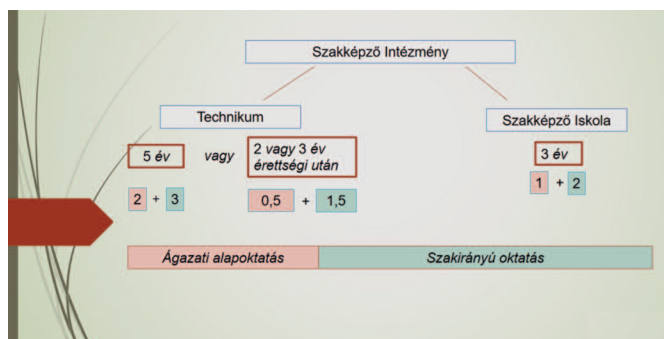 Szakképző Intézmény
Technikum
Szakképző Iskola
5 év
vagy
2 vagy 3 év
érettségi után
3 év
2 + 3
0,5 + 1,5
1 + 2
Ágazati alapoktatás
Szakirányú oktatás